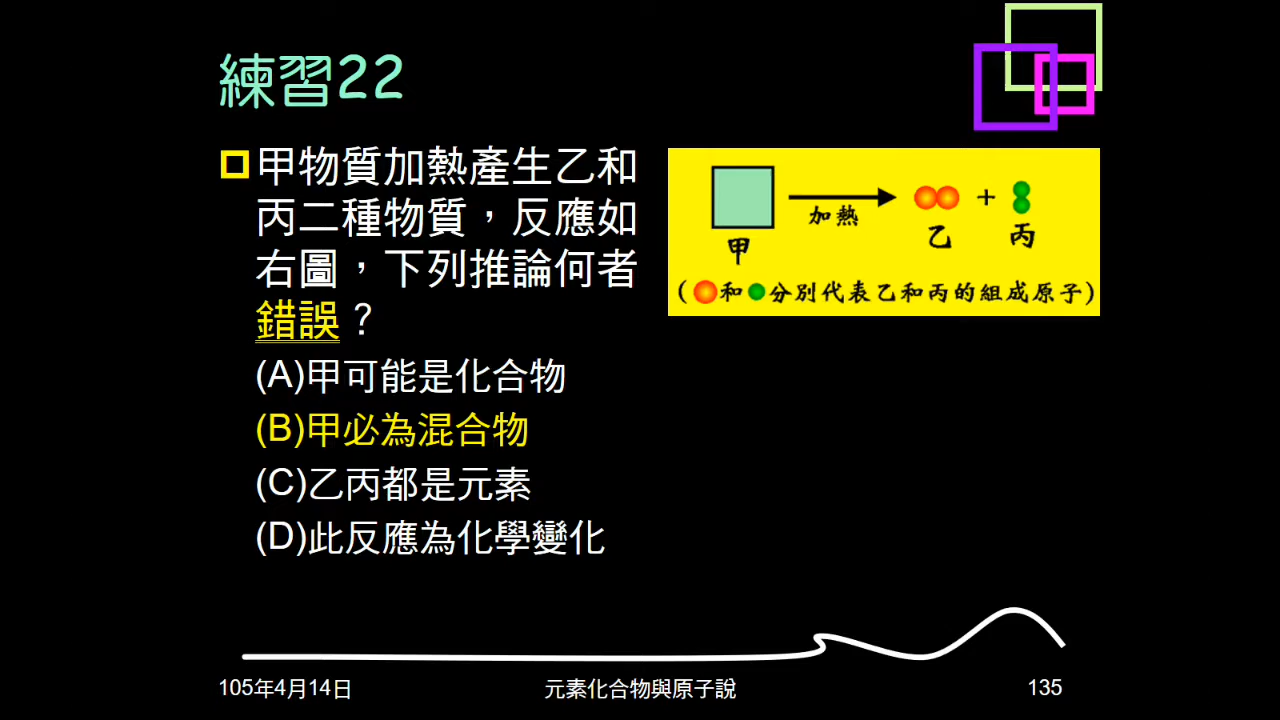 練習22
甲物質加熱產生乙和
丙二種物質，反應如
右圖，下列推論何者
錯誤？
(A)甲可能是化合物
(B)甲必為混合物
(C)乙丙都是元素
(D)此反應為化學變化
加熱
+
甲
乙
丙
(和分別代表乙和丙的組成原子)
105年4月14日
元素化合物與原子說
135